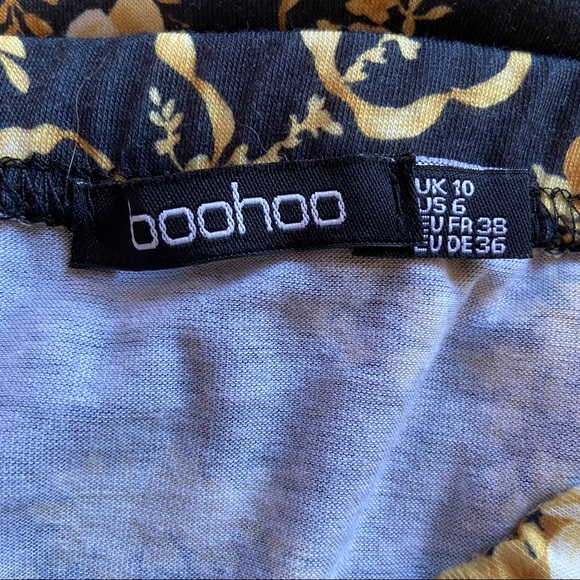 boohoo
UK 10
US 6
EU FR 38
EU DE 36